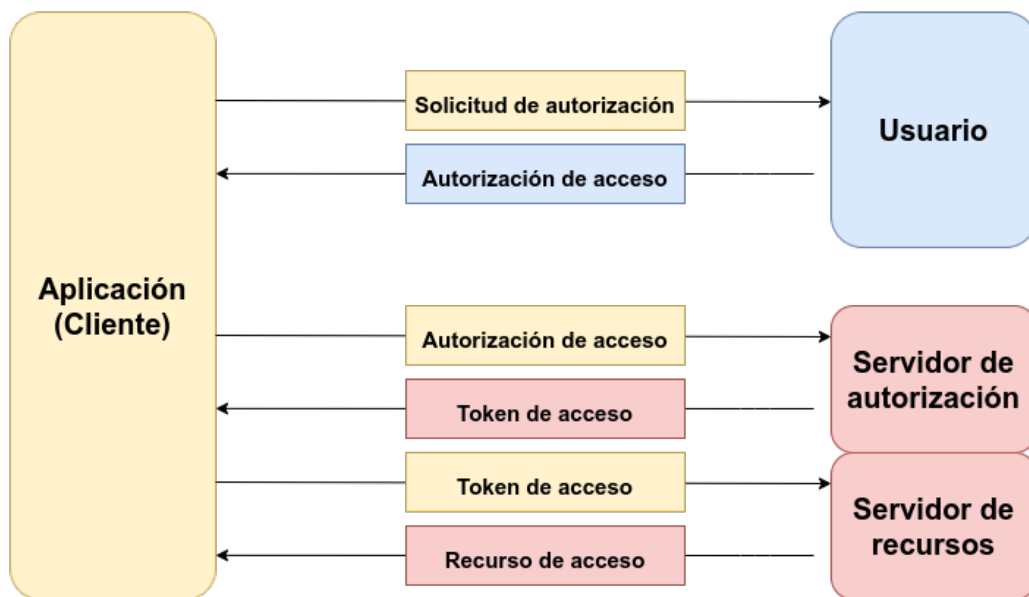 Solicitud de autorización
Usuario
Autorización de acceso
Aplicación
(Cliente)
Autorización de acceso
Servidor de
autorización
Token de acceso
Token de acceso
Servidor de
recursos
Recurso de acceso